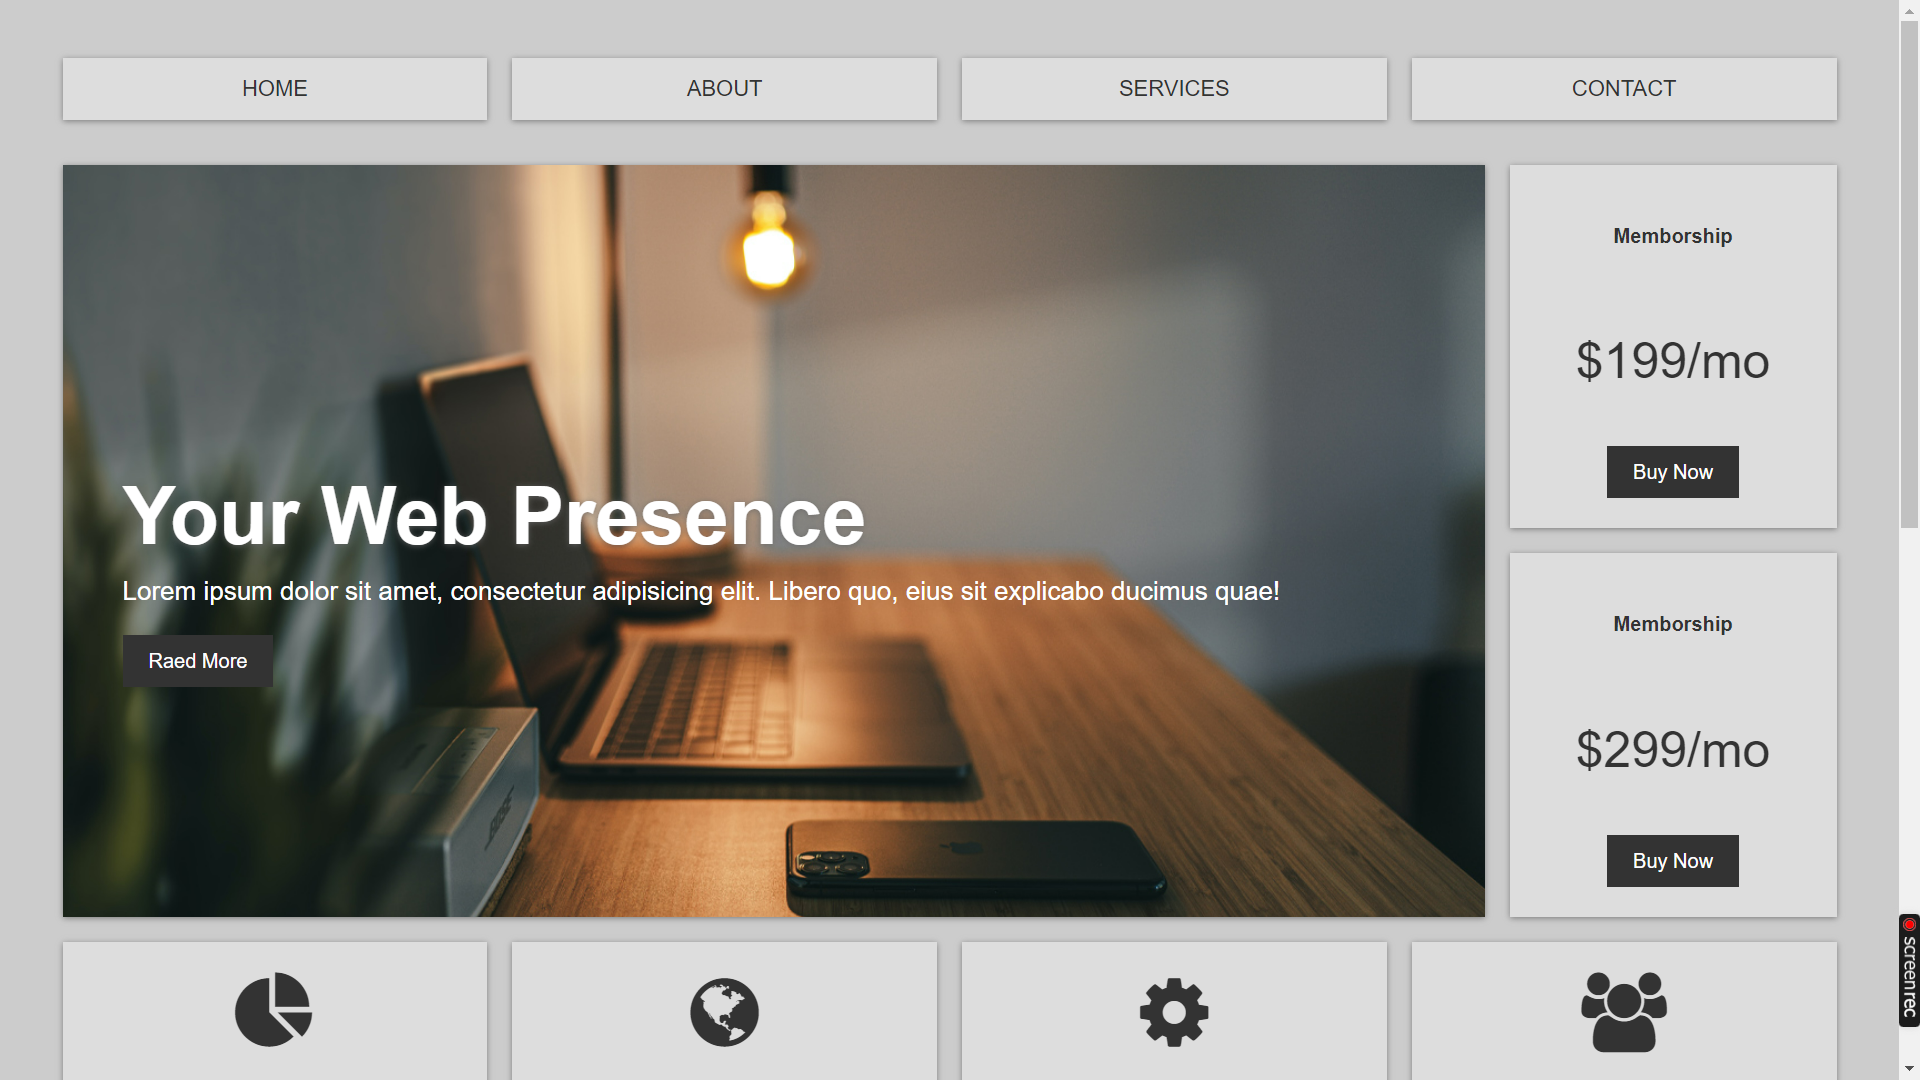 HOME
ABOUT
SERVICES
CONTACT
Your Web Presence
Lorem ipsum dolor sit amet, consectetur adipisicing elit. Libero quo, eius sit explicabo ducimus quae!
Raed More
Memborship
$199/mo
Buy Now
Memborship
$299/mo
Buy Now
screenrec